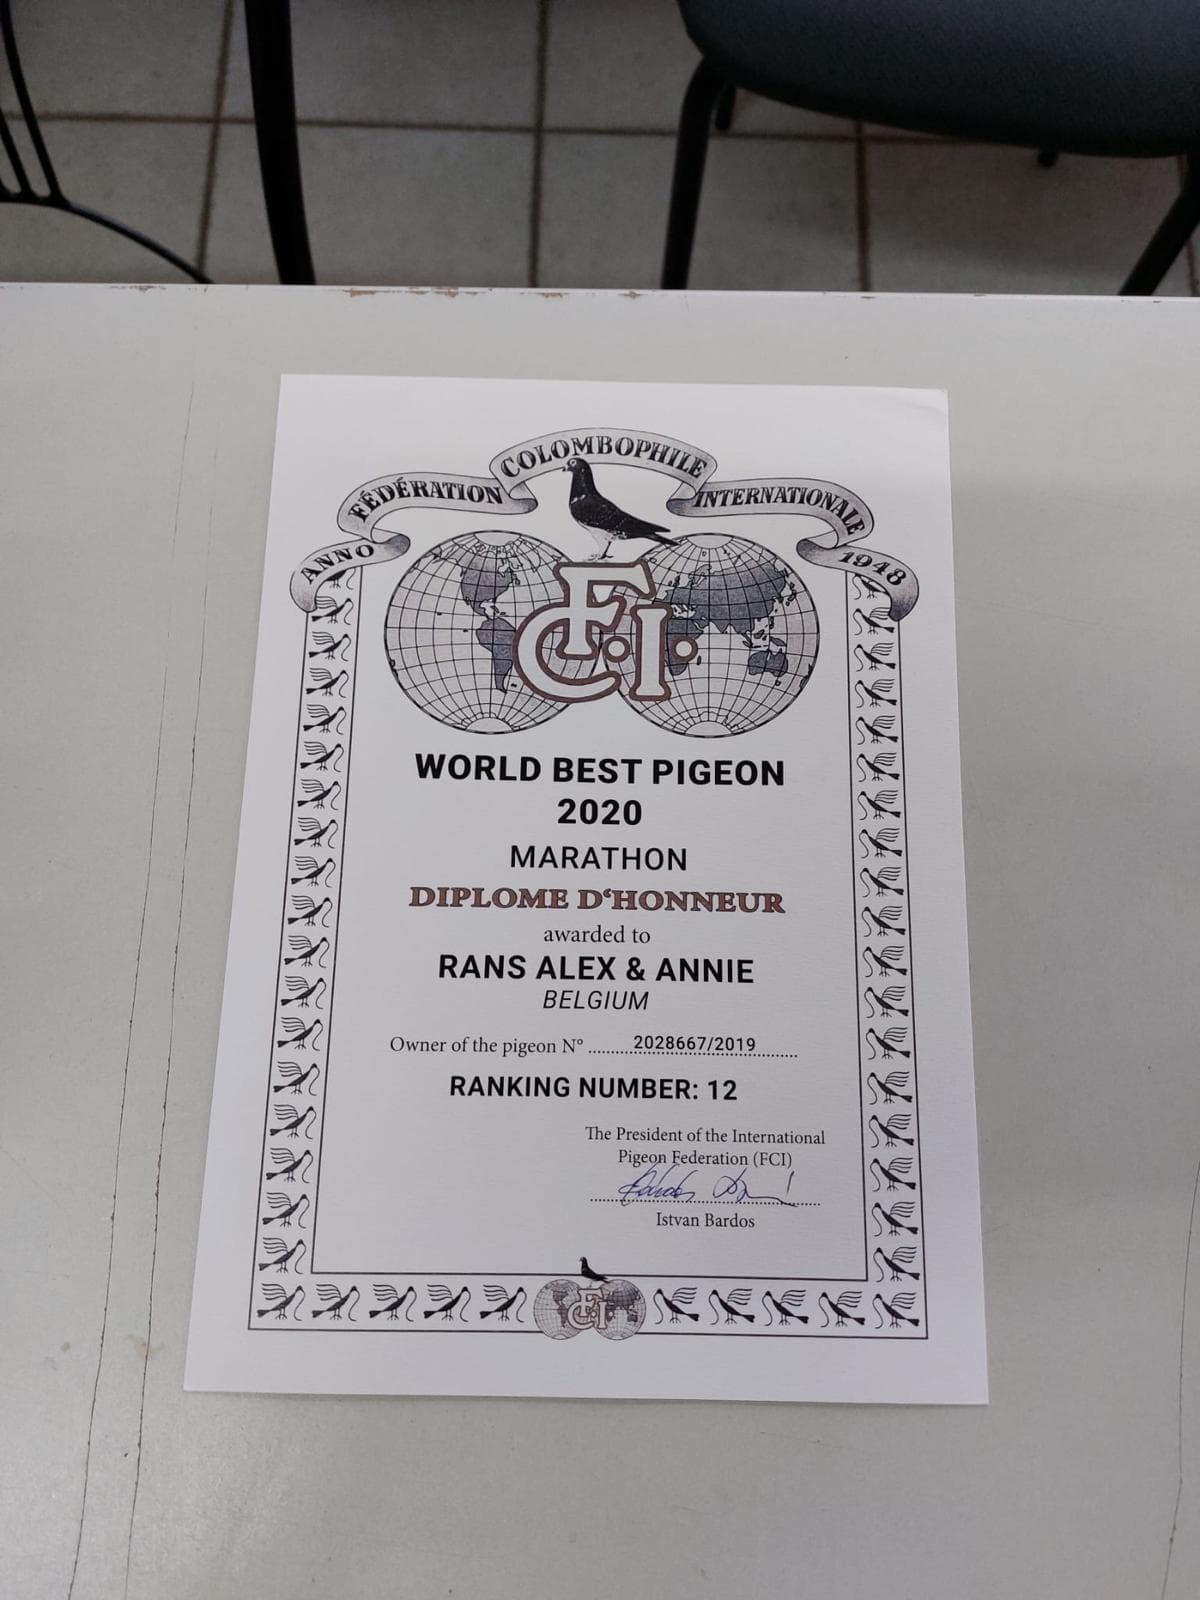 ANNO FÉDÉRATION COLOMBOPHILE INTERNATIONALE 1948
F.C.I.
WORLD BEST PIGEON
2020
MARATHON
DIPLOME D‘HONNEUR
awarded to
RANS ALEX & ANNIE
BELGIUM
Owner of the pigeon N° 2028667/2019
RANKING NUMBER: 12
The President of the International
Pigeon Federation (FCI)
Istvan Bardos
F.C.I.